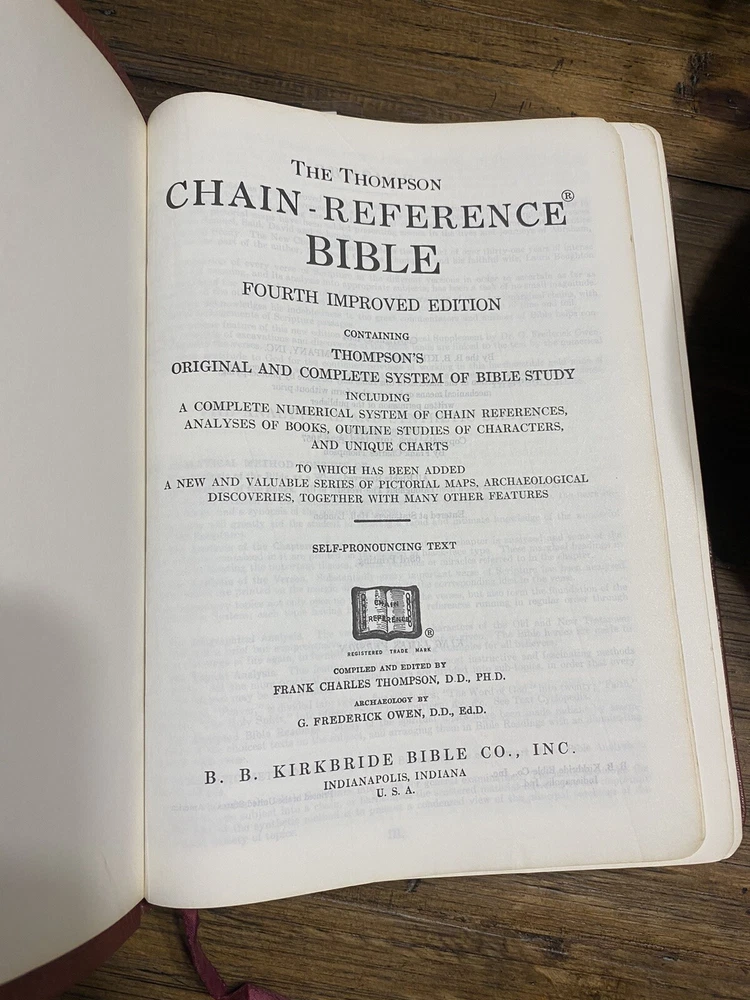 THE THOMPSON
CHAIN-REFERENCE®
BIBLE
FOURTH IMPROVED EDITION
CONTAINING
THOMPSON'S
ORIGINAL AND COMPLETE SYSTEM OF BIBLE STUDY
INCLUDING
A COMPLETE NUMERICAL SYSTEM OF CHAIN REFERENCES,
ANALYSES OF BOOKS, OUTLINE STUDIES OF CHARACTERS,
AND UNIQUE CHARTS
TO WHICH HAS BEEN ADDED
A NEW AND VALUABLE SERIES OF PICTORIAL MAPS, ARCHAEOLOGICAL
DISCOVERIES, TOGETHER WITH MANY OTHER FEATURES
SELF-PRONOUNCING TEXT
CHAIN
REFERENCE
®
REGISTERED TRADE MARK
COMPILED AND EDITED BY
FRANK CHARLES THOMPSON, D.D., PH.D.
ARCHAEOLOGY BY
G. FREDERICK OWEN, D.D., Ed.D.
B. B. KIRKBRIDE BIBLE CO., INC.
INDIANAPOLIS, INDIANA
U. S. A.